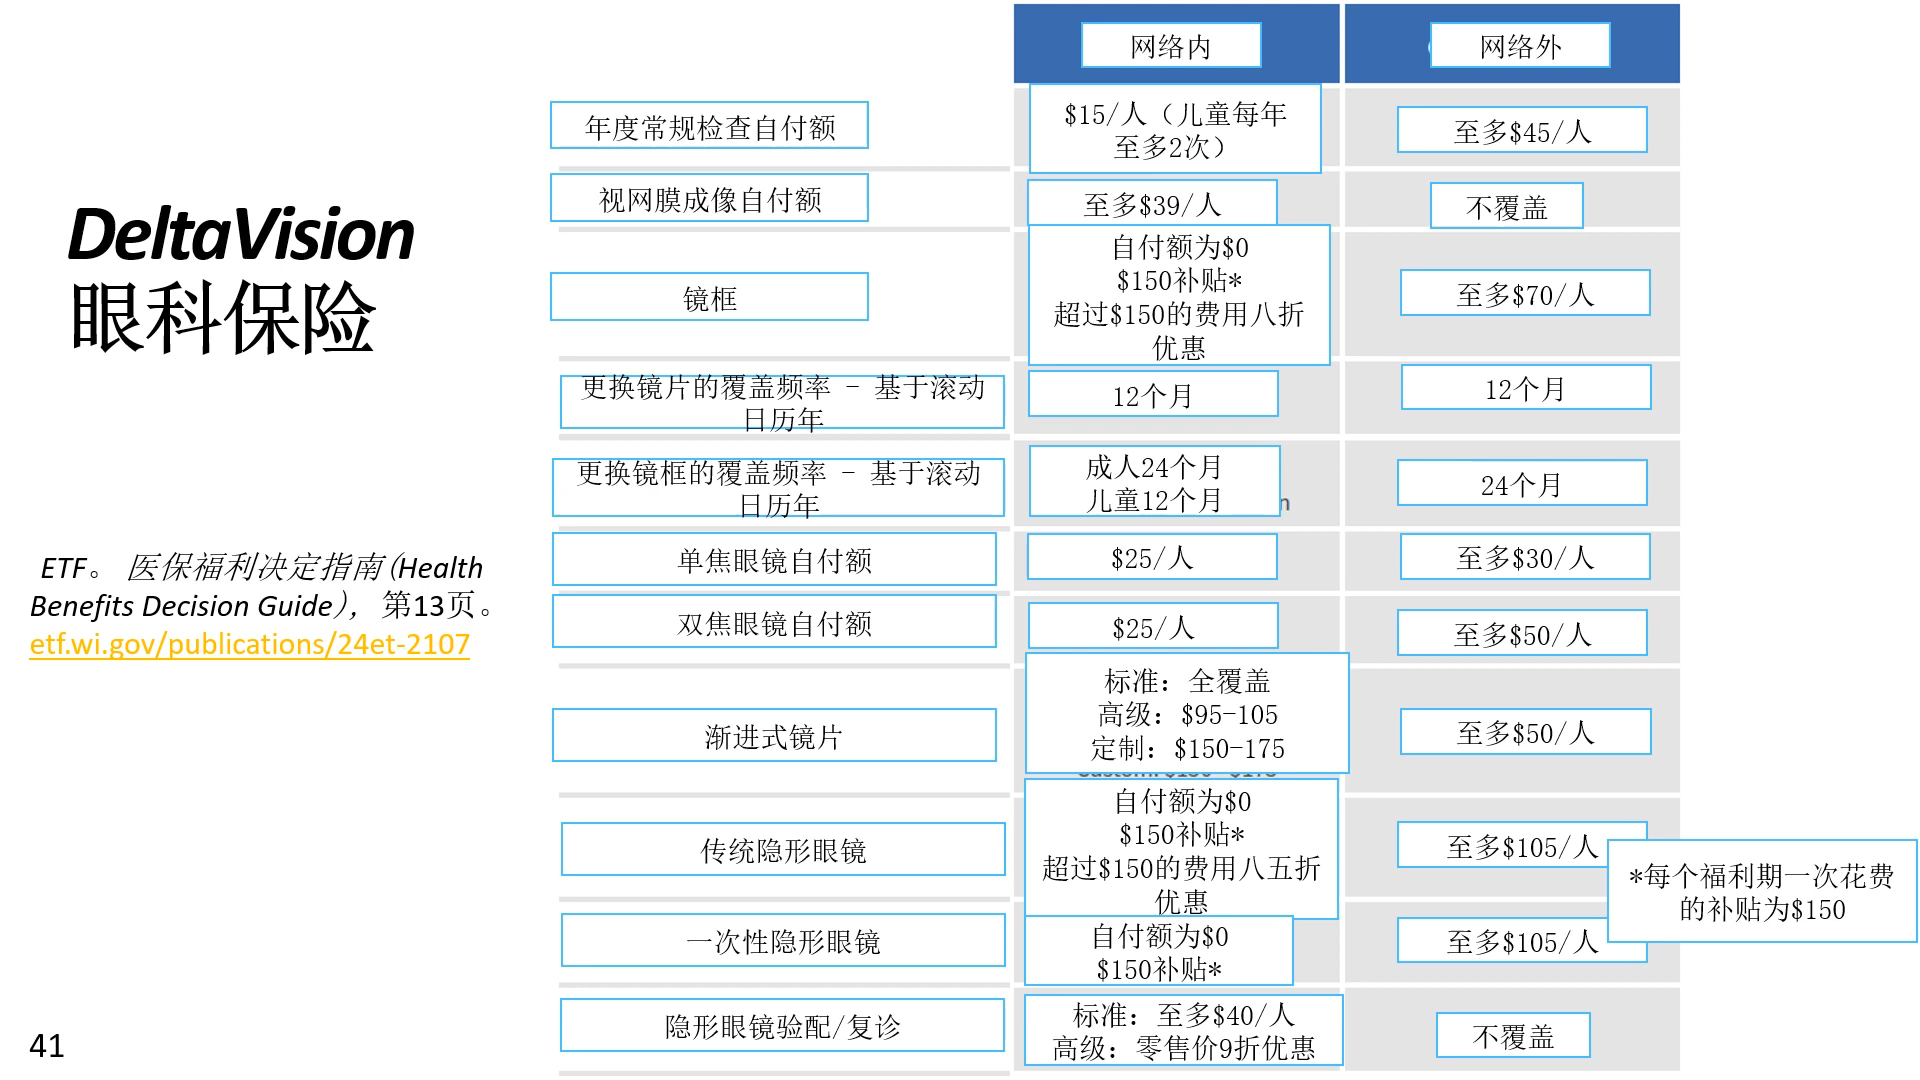 网络内
网络外
年度常规检查自付额
$15/人（儿童每年
至多2次）
至多$45/人
视网膜成像自付额
至多$39/人
不覆盖
DeltaVision
眼科保险
镜框
自付额为$0
$150补贴*
超过$150的费用八折
优惠
至多$70/人
更换镜片的覆盖频率 - 基于滚动
日历年
12个月
12个月
更换镜框的覆盖频率 - 基于滚动
日历年
成人24个月
儿童12个月
24个月
ETF。 医保福利决定指南(Health
Benefits Decision Guide)， 第13页。
etf.wi.gov/publications/24et-2107
单焦眼镜自付额
$25/人
至多$30/人
双焦眼镜自付额
$25/人
至多$50/人
渐进式镜片
标准：全覆盖
高级：$95-105
定制：$150-175
至多$50/人
传统隐形眼镜
自付额为$0
$150补贴*
超过$150的费用八五折
优惠
至多$105/人
*每个福利期一次花费
的补贴为$150
一次性隐形眼镜
自付额为$0
$150补贴*
至多$105/人
隐形眼镜验配/复诊
标准：至多$40/人
高级：零售价9折优惠
不覆盖
41